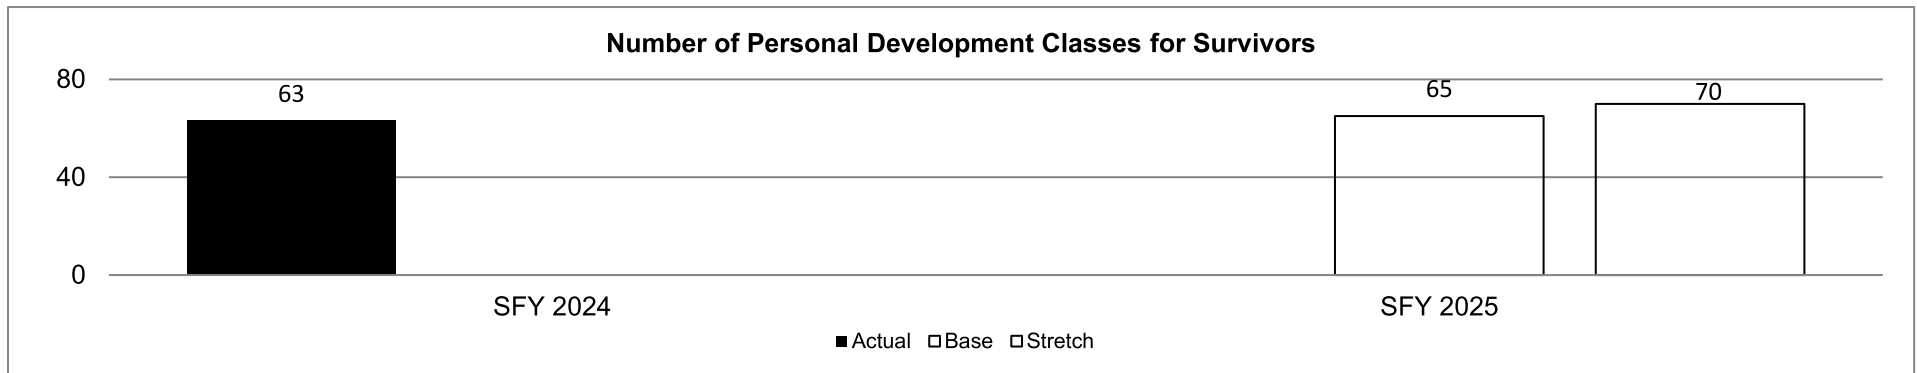 Number of Personal Development Classes for Survivors
80
63
65
70
40
0
SFY 2024
SFY 2025
Actual Base Stretch